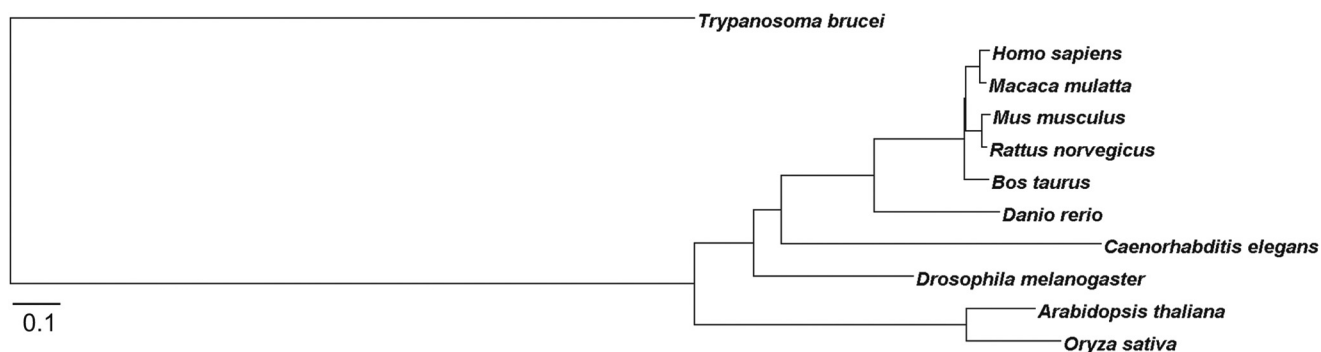 Trypanosoma brucei
Homo sapiens
Macaca mulatta
Mus musculus
Rattus norvegicus
Bos taurus
Danio rerio
Caenorhabditis elegans
Drosophila melanogaster
Arabidopsis thaliana
0.1
Oryza sativa